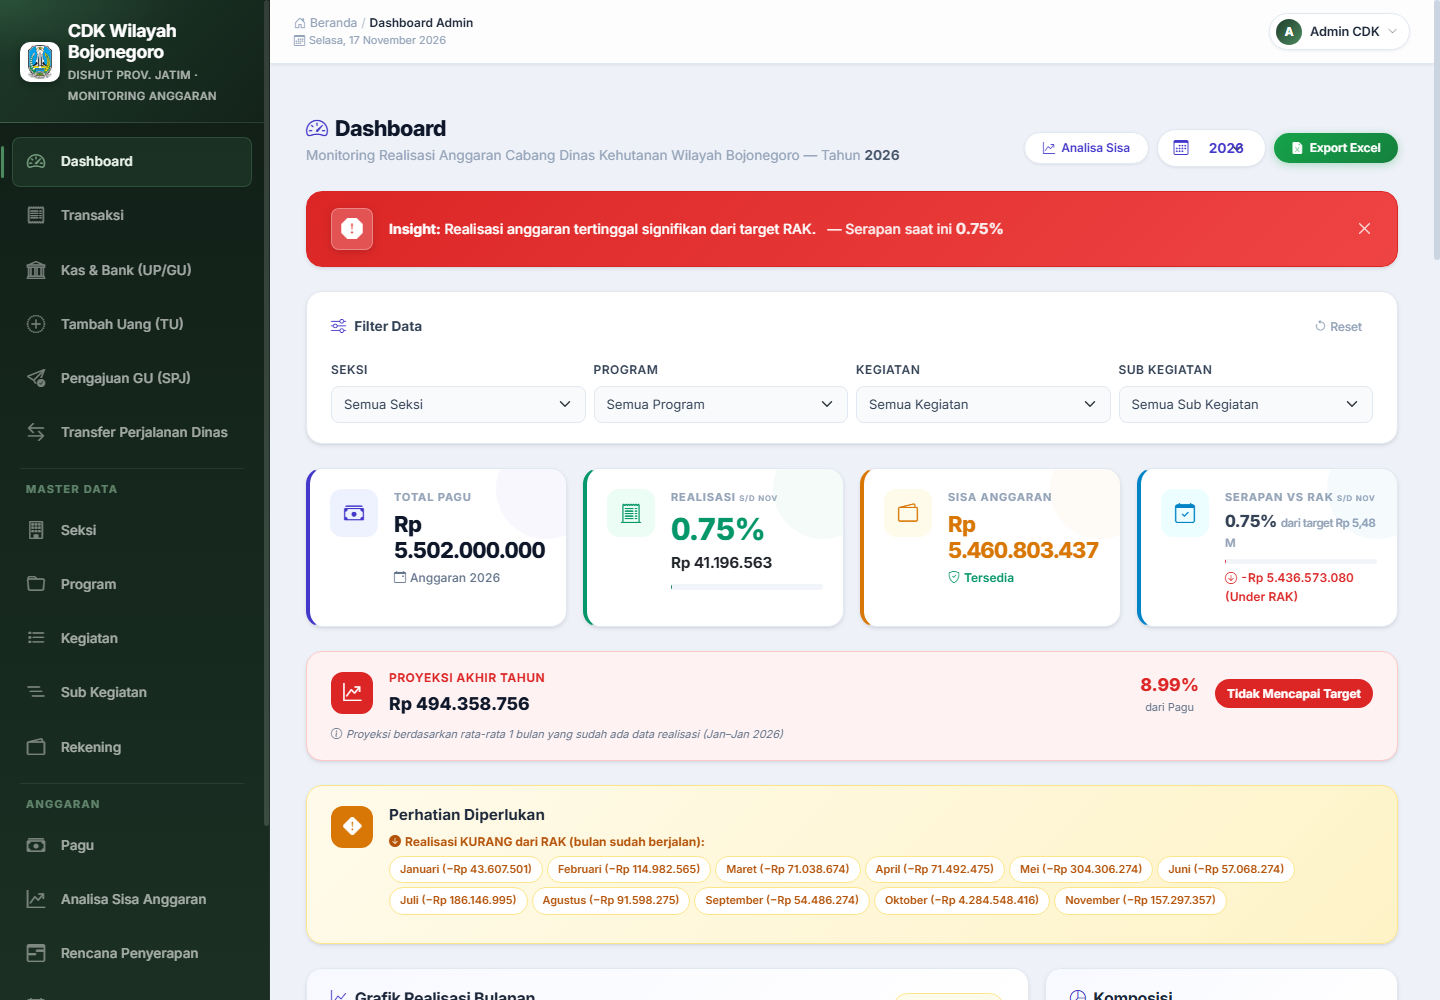 CDK Wilayah
Bojonegoro
DISHUT PROV. JATIM ·
MONITORING ANGGARAN
Dashboard
Transaksi
Kas & Bank (UP/GU)
Tambah Uang (TU)
Pengajuan GU (SPJ)
Transfer Perjalanan Dinas
MASTER DATA
Seksi
Program
Kegiatan
Sub Kegiatan
Rekening
ANGGARAN
Pagu
Analisa Sisa Anggaran
Rencana Penyerapan
Beranda / Dashboard Admin
Selasa, 17 November 2026
A Admin CDK
Dashboard
Monitoring Realisasi Anggaran Cabang Dinas Kehutanan Wilayah Bojonegoro — Tahun 2026
Analisa Sisa
2026
Export Excel
Insight: Realisasi anggaran tertinggal signifikan dari target RAK. — Serapan saat ini 0.75%
Filter Data
Reset
SEKSI
Semua Seksi
PROGRAM
Semua Program
KEGIATAN
Semua Kegiatan
SUB KEGIATAN
Semua Sub Kegiatan
TOTAL PAGU
Rp
5.502.000.000
Anggaran 2026
REALISASI S/D NOV
0.75%
Rp 41.196.563
SISA ANGGARAN
Rp
5.460.803.437
Tersedia
SERAPAN VS RAK S/D NOV
0.75% dari target Rp 5,48
M
-Rp 5.436.573.080
(Under RAK)
PROYEKSI AKHIR TAHUN
Rp 494.358.756
8.99%
dari Pagu
Tidak Mencapai Target
Proyeksi berdasarkan rata-rata 1 bulan yang sudah ada data realisasi (Jan–Jan 2026)
Perhatian Diperlukan
Realisasi KURANG dari RAK (bulan sudah berjalan):
Januari (−Rp 43.607.501) Februari (−Rp 114.982.565) Maret (−Rp 71.038.674) April (−Rp 71.492.475) Mei (−Rp 304.306.274) Juni (−Rp 57.068.274)
Juli (−Rp 186.146.995) Agustus (−Rp 91.598.275) September (−Rp 54.486.274) Oktober (−Rp 4.284.548.416) November (−Rp 157.297.357)
Grafik Realisasi Bulanan
Komposisi